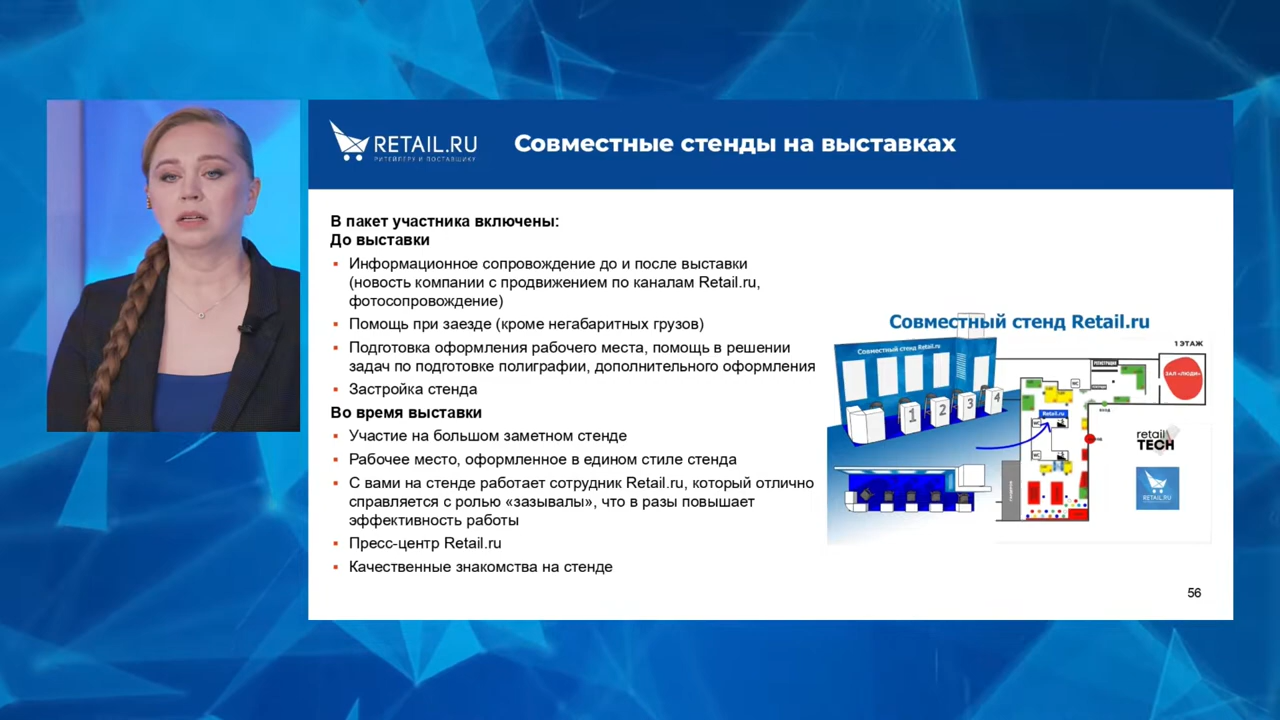 RETAIL.RU
РИТЕЙЛЕРУ И ПОСТАВЩИКУ
Совместные стенды на выставках
В пакет участника включены:
До выставки
▪ Информационное сопровождение до и после выставки
(новость компании с продвижением по каналам Retail.ru,
фотосопровождение)
▪ Помощь при заезде (кроме негабаритных грузов)
▪ Подготовка оформления рабочего места, помощь в решении
задач по подготовке полиграфии, дополнительного оформления
▪ Застройка стенда
Во время выставки
▪ Участие на большом заметном стенде
▪ Рабочее место, оформленное в едином стиле стенда
▪ С вами на стенде работает сотрудник Retail.ru, который отлично
справляется с ролью «зазывалы», что в разы повышает
эффективность работы
▪ Пресс-центр Retail.ru
▪ Качественные знакомства на стенде
Совместный стенд Retail.ru
Совместный стенд Retail.ru
1 2 3 4
1 ЭТАЖ
ЗАЛ «ЛЮДИ»
Retail.ru
ВХОД
retail
TECH
RETAIL.RU
56